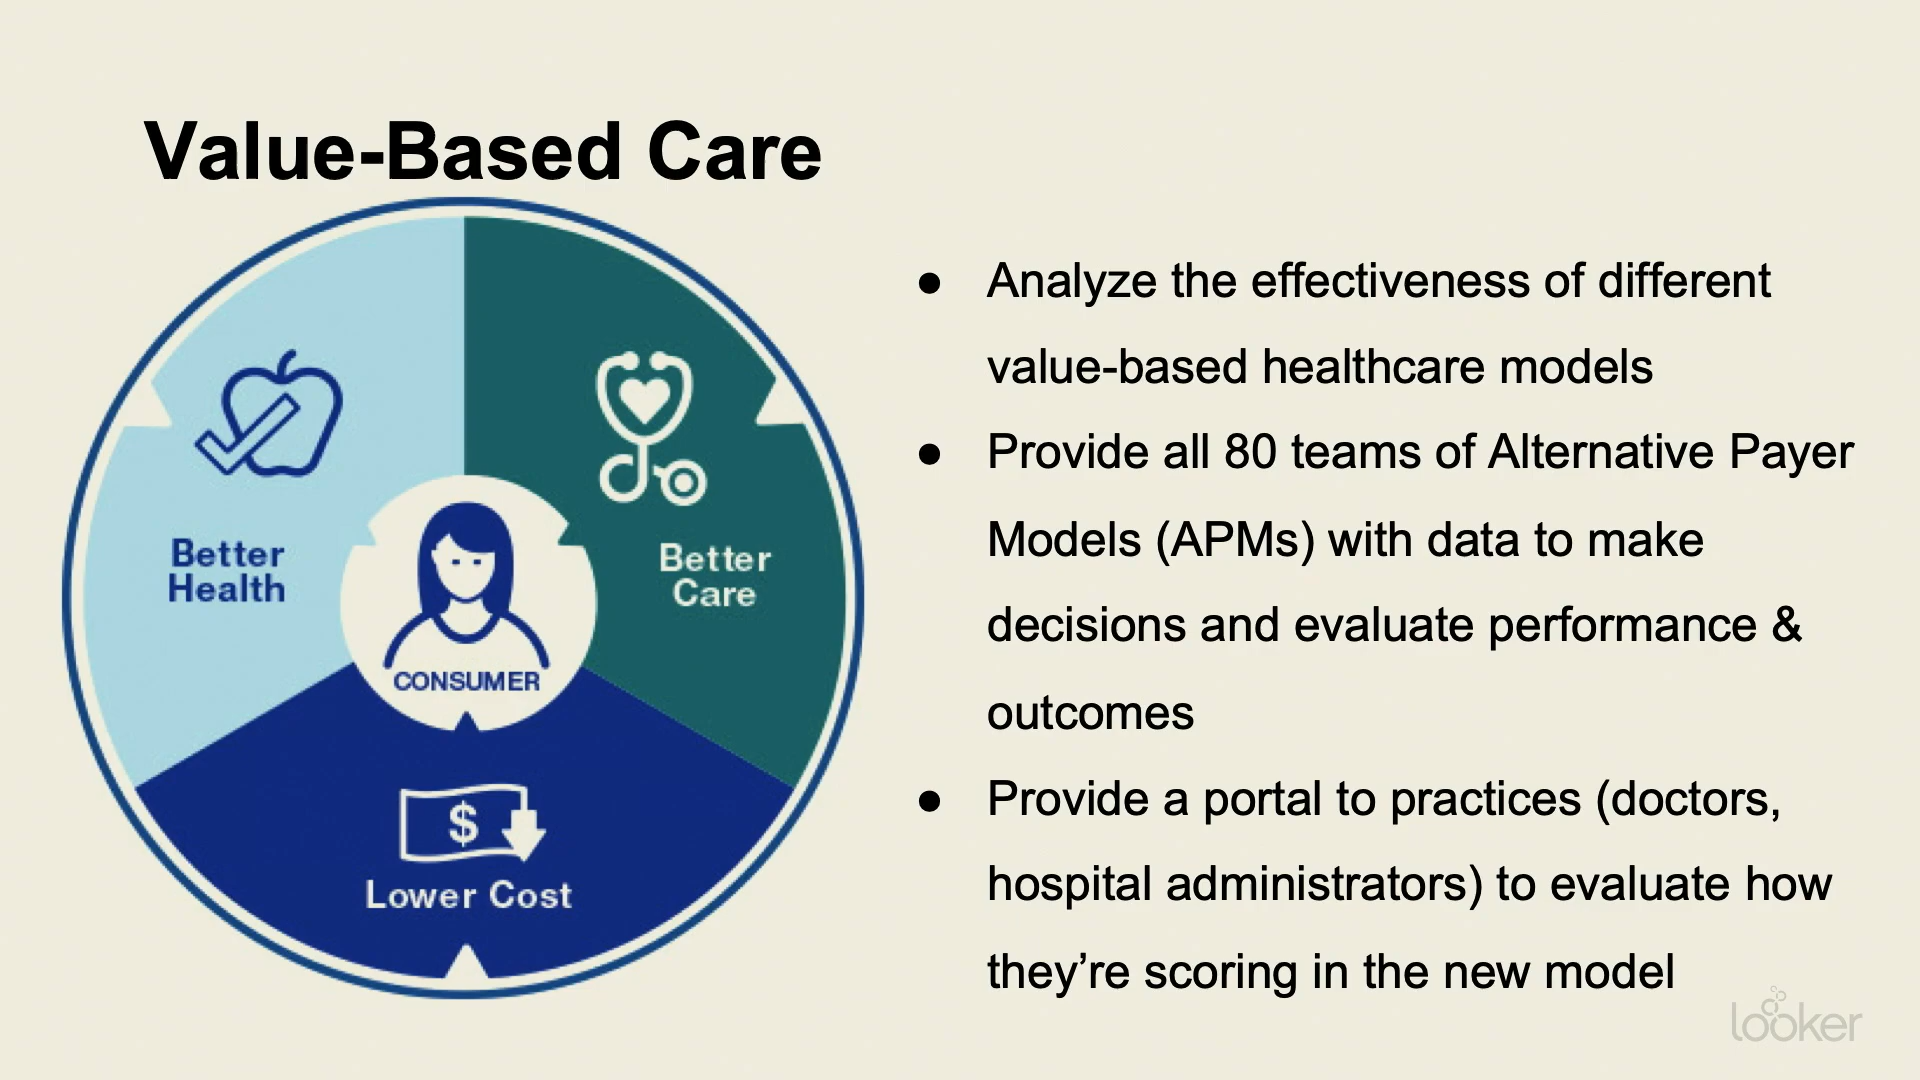 Value-Based Care
Better
Health
Better
Care
CONSUMER
$
Lower Cost
● Analyze the effectiveness of different
value-based healthcare models
● Provide all 80 teams of Alternative Payer
Models (APMs) with data to make
decisions and evaluate performance &
outcomes
● Provide a portal to practices (doctors,
hospital administrators) to evaluate how
they’re scoring in the new model
looker